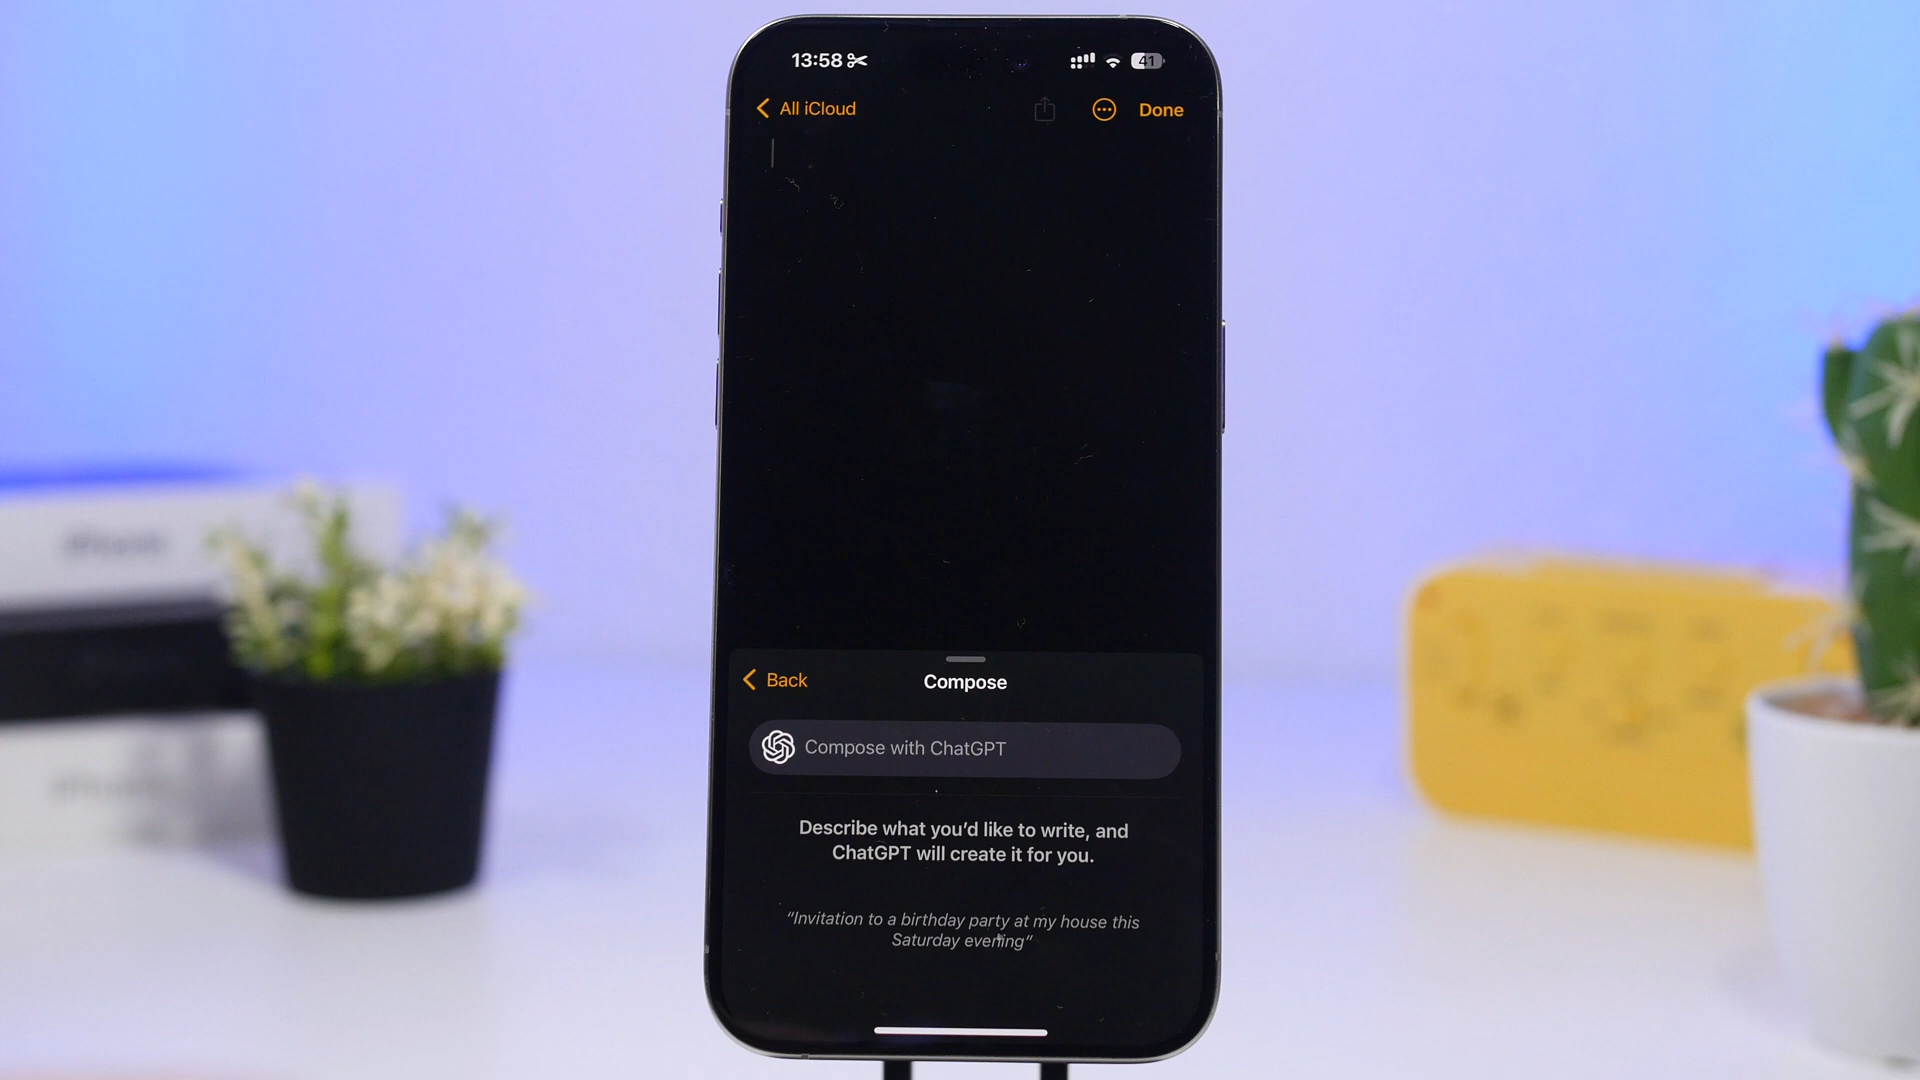 13:58
41
All iCloud
Done
Back
Compose
Compose with ChatGPT
Describe what you’d like to write, and
ChatGPT will create it for you.
“Invitation to a birthday party at my house this
Saturday evening”